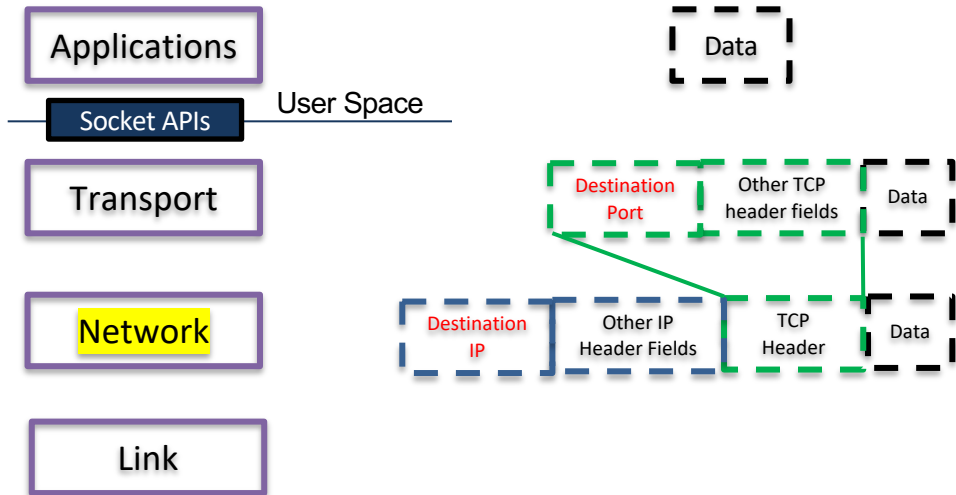 Applications
Data
User Space
Socket APIs
Transport
Destination
Port
Other TCP
header fields
Data
Network
Destination
IP
Other IP
Header Fields
TCP
Header
Data
Link